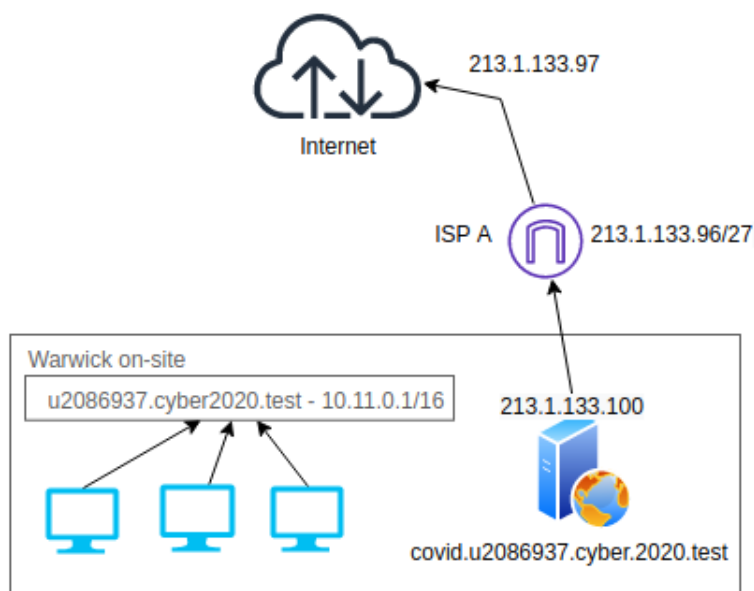 213.1.133.97
Internet
ISP A
213.1.133.96/27
Warwick on-site
u2086937.cyber2020.test - 10.11.0.1/16
213.1.133.100
covid.u2086937.cyber.2020.test